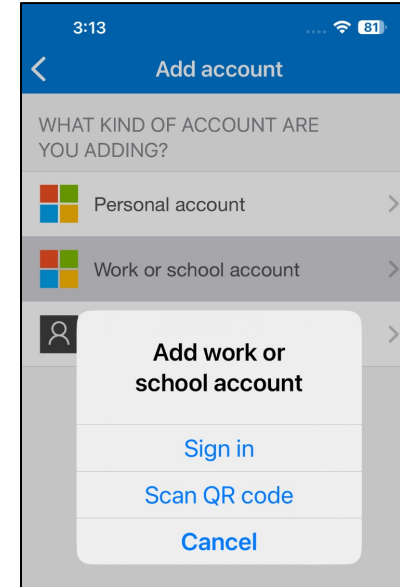 3:13
81
Add account
WHAT KIND OF ACCOUNT ARE
YOU ADDING?
Personal account
Work or school account
Add work or
school account
Sign in
Scan QR code
Cancel